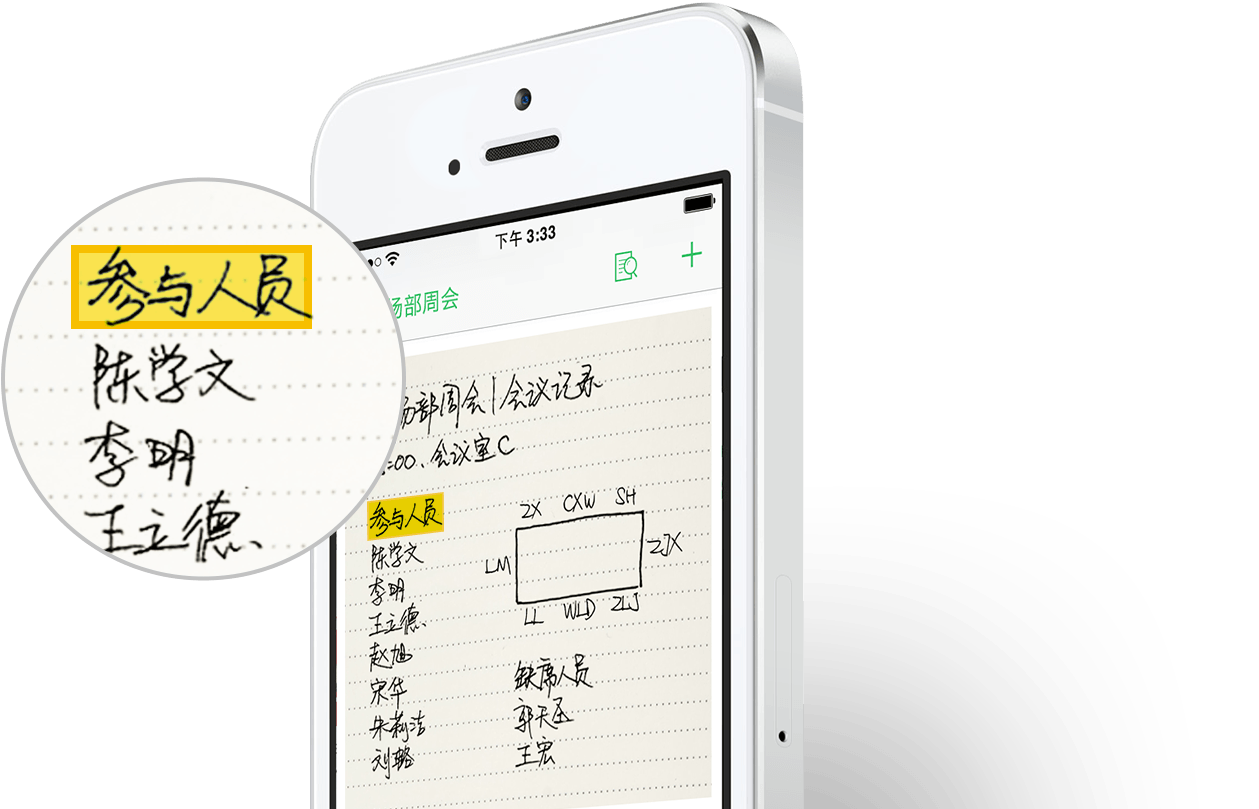 下午 3:33
场部周会
场部周会|会议记录
:00、会议室C
参与人员
陈学文
李明
王立德
赵旭
宋华
朱莉洁
刘璐
ZX CXW SH
LM ZJX
LL WLD ZLJ
缺席人员
郭天丞
王宏
参与人员
陈学文
李明
王立德